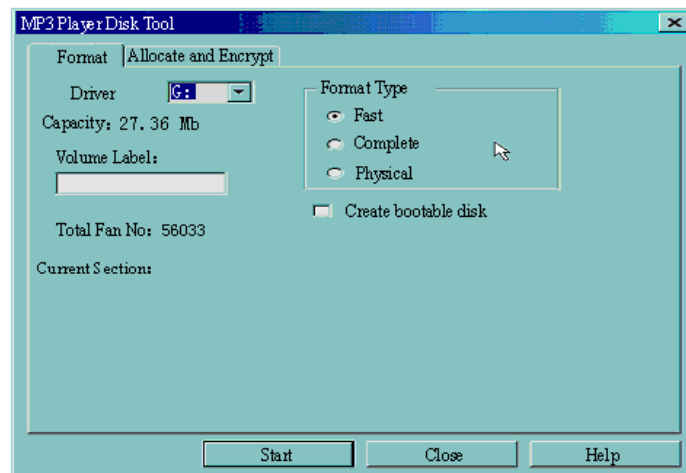 MP3 Player Disk Tool
Format
Allocate and Encrypt
Driver
G:
Capacity: 27.36 Mb
Volume Label:
Total Fan No: 56033
Current Section:
Format Type
Fast
Complete
Physical
Create bootable disk
Start
Close
Help